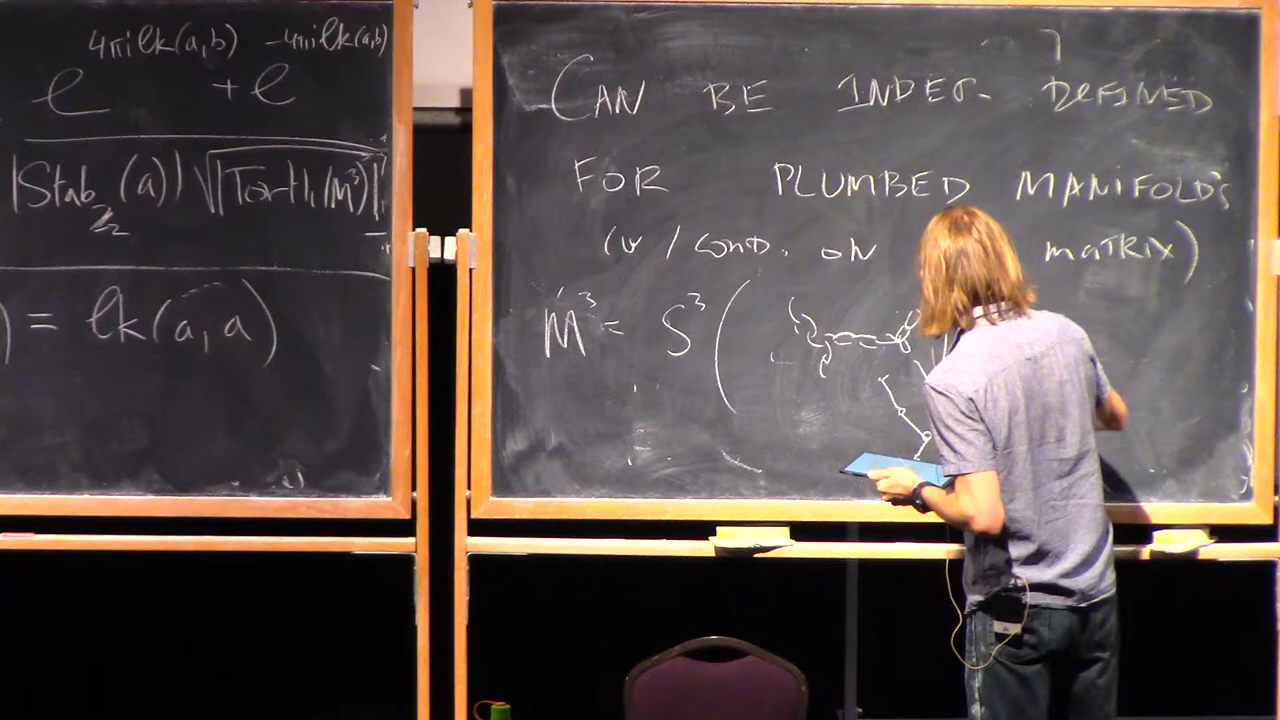 e^{4πi lk(a,b)} + e^{-4πi lk(a,b)}
|Stab_{ℤ₂}(a)| √|Tor H₁(M³)|
) = lk(a,a)
CAN BE INDEP. DEFINED
FOR PLUMBED MANIFOLDS
(w/ COND. ON MATRIX)
M³ = S³ (